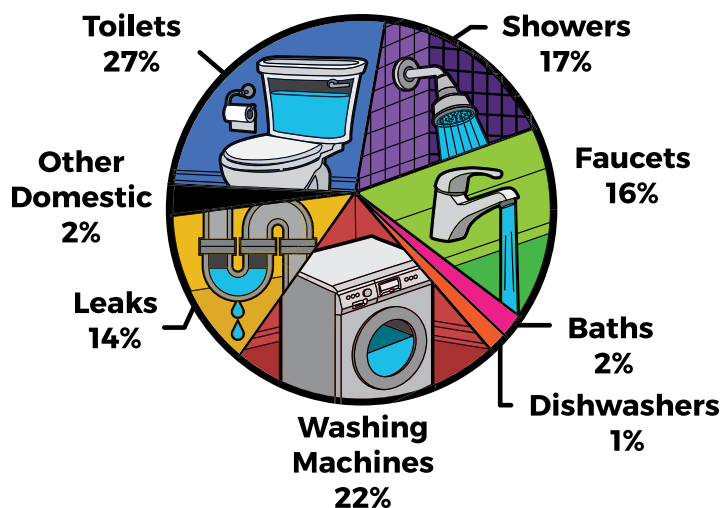 Toilets
27%
Showers
17%
Faucets
16%
Baths
2%
Dishwashers
1%
Washing
Machines
22%
Leaks
14%
Other
Domestic
2%